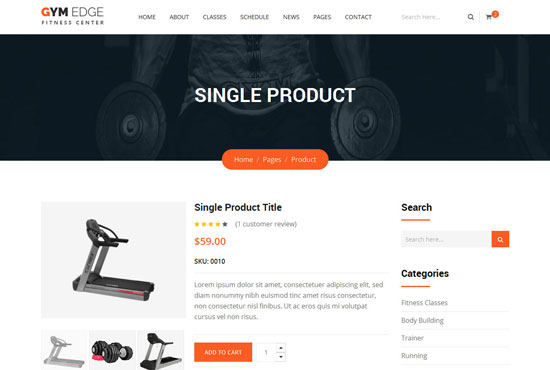 GYM EDGE
FITNESS CENTER
HOME ABOUT CLASSES SCHEDULE NEWS PAGES CONTACT
Search Here...
SINGLE PRODUCT
Home / Pages / Product
Single Product Title
(1 customer review)
$59.00
SKU: 0010
Lorem ipsum dolor sit amet, consectetuer adipiscing elit, sed
diam nonummy nibh euismod tinc amet risus consectetur,
non consectetur nisl finibus. Ut ac eros quis mi volutpat
cursus vel non risus.
ADD TO CART
1
Search
Search here...
Categories
Fitness Classes
Body Building
Trainer
Running